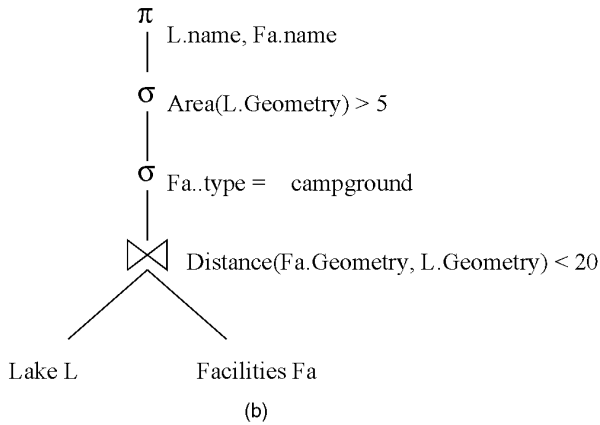 π
L.name, Fa.name
σ
Area(L.Geometry) > 5
σ
Fa..type = campground
Distance(Fa.Geometry, L.Geometry) < 20
Lake L
Facilities Fa
(b)